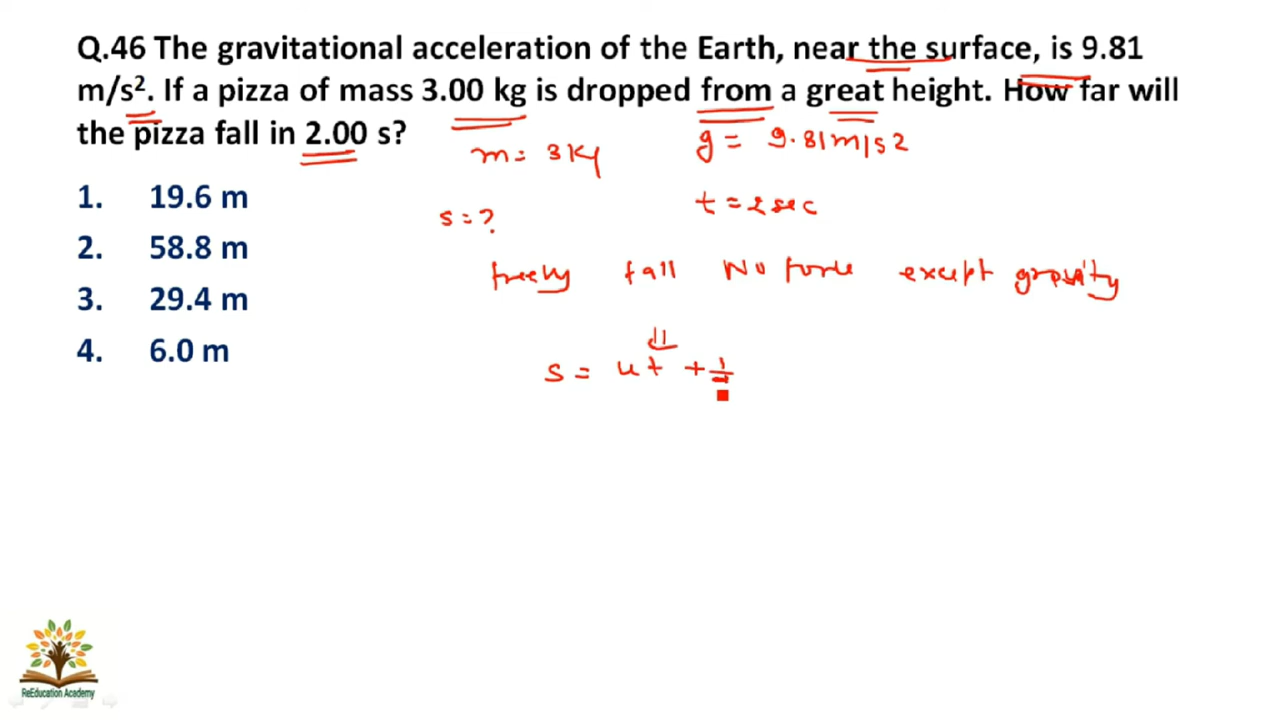 Q.46 The gravitational acceleration of the Earth, near the surface, is 9.81
m/s². If a pizza of mass 3.00 kg is dropped from a great height. How far will
the pizza fall in 2.00 s?
m = 3 Kg
g = 9.81 m/s2
1. 19.6 m
t = 2 sec
s = ?
2. 58.8 m
freely fall No force except gravity
3. 29.4 m
4. 6.0 m
s = ut + 1
ReEducation Academy